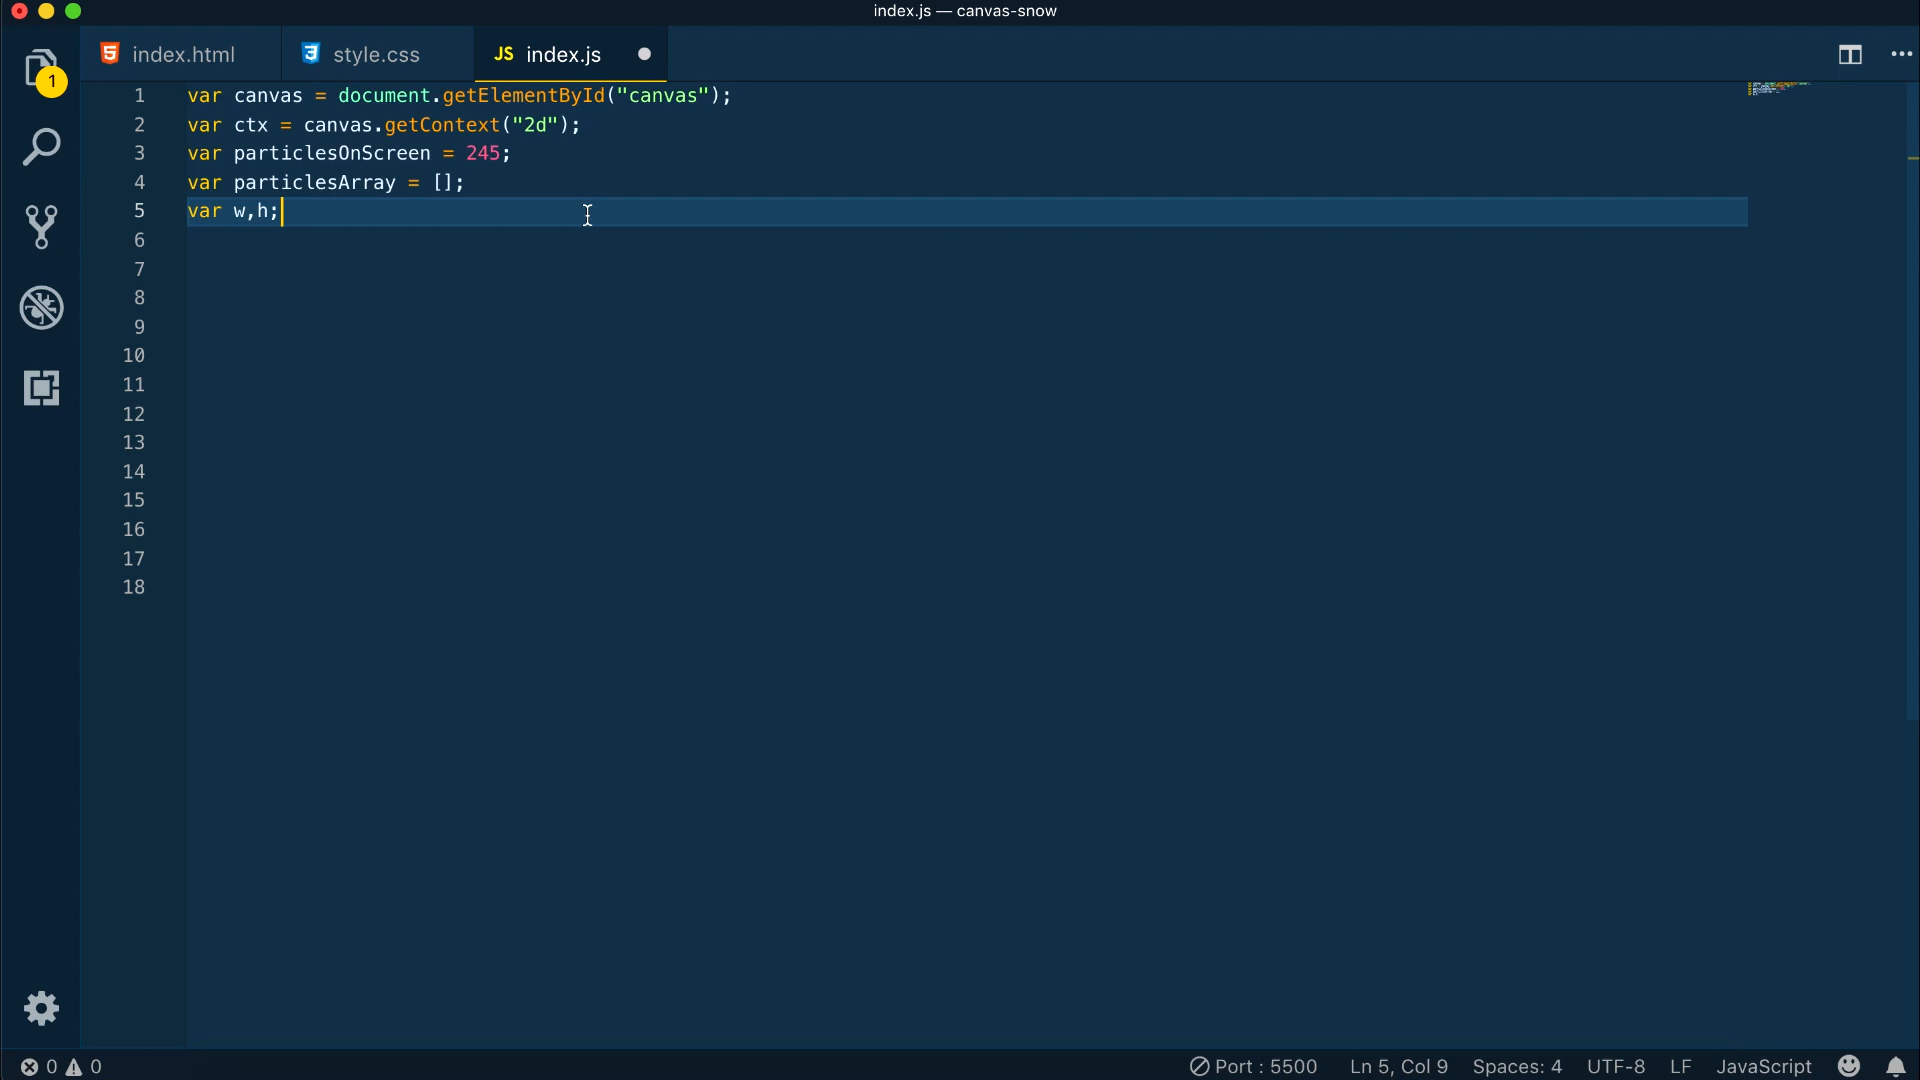 index.js — canvas-snow
index.html
style.css
JS index.js
1
1 var canvas = document.getElementById("canvas");
2 var ctx = canvas.getContext("2d");
3 var particlesOnScreen = 245;
4 var particlesArray = [];
5 var w,h;
6
7
8
9
10
11
12
13
14
15
16
17
18
0 0 Port : 5500 Ln 5, Col 9 Spaces: 4 UTF-8 LF JavaScript